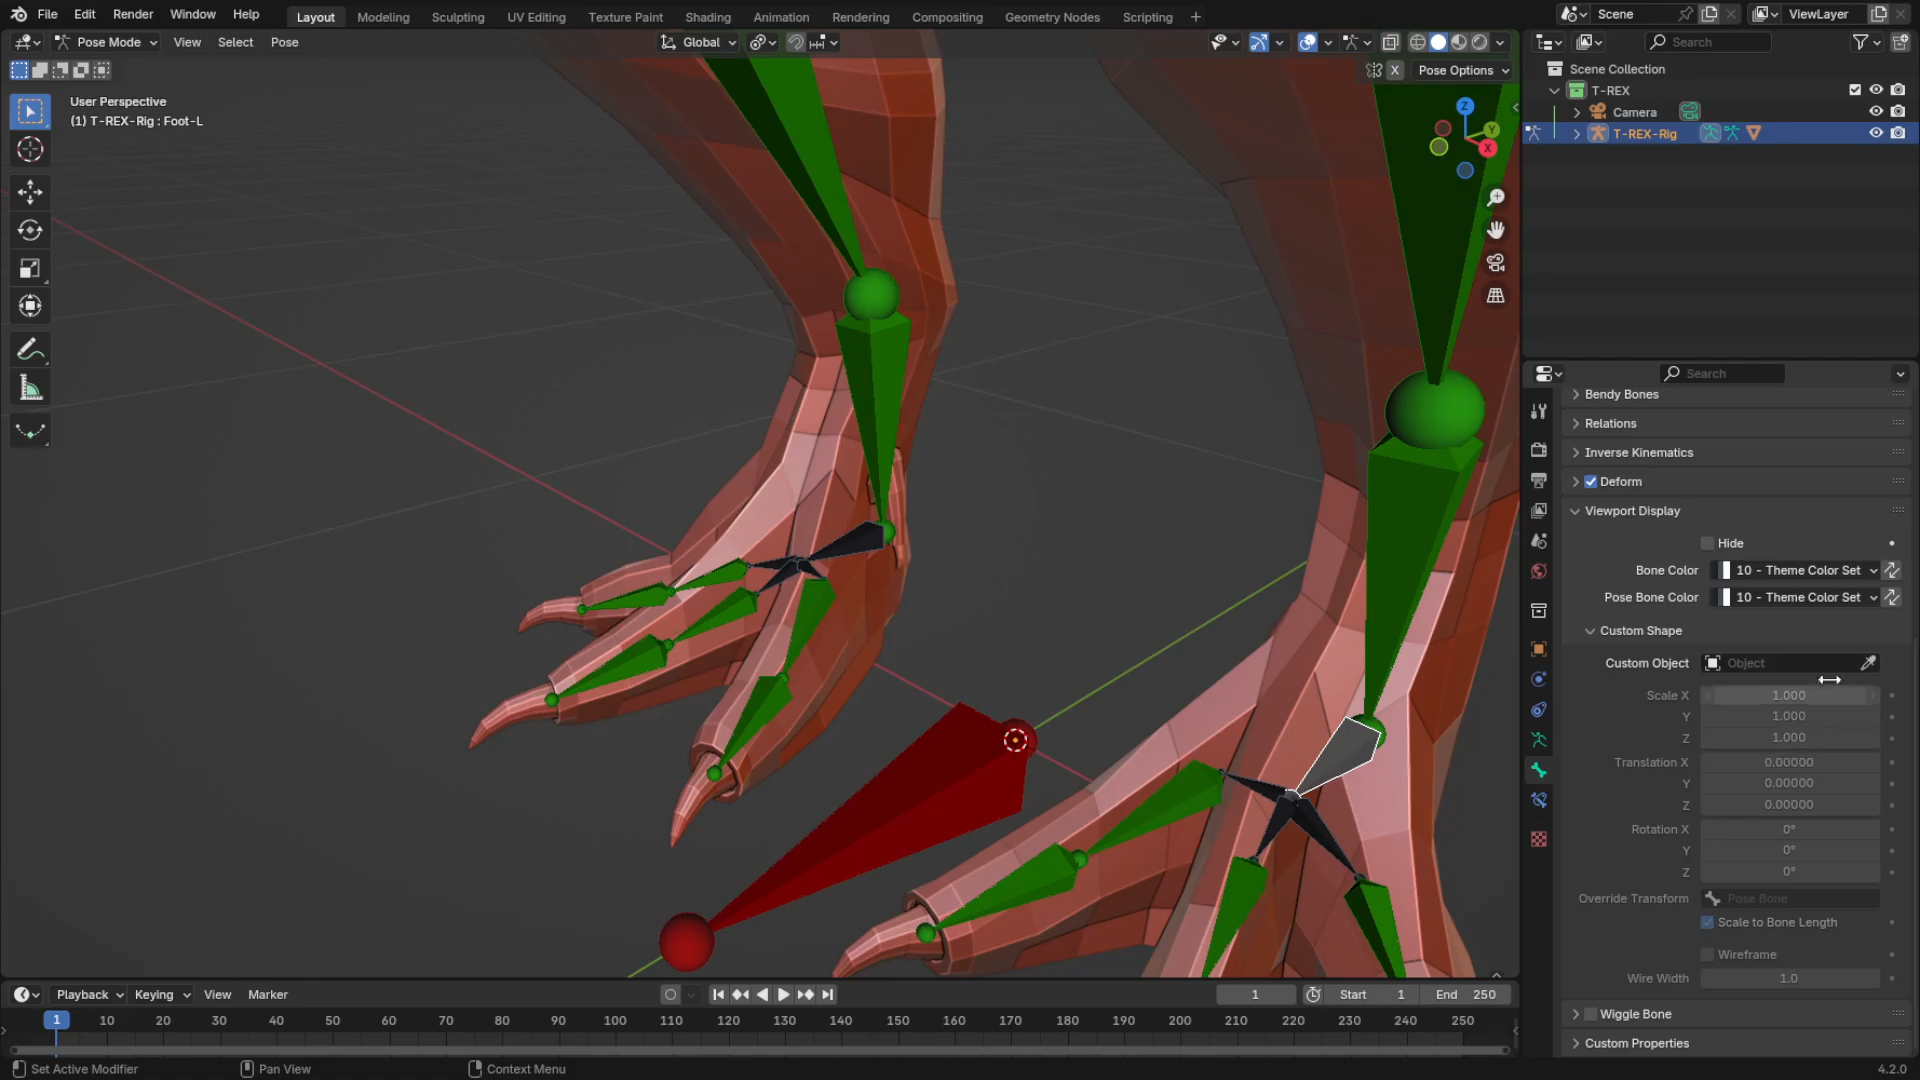 File Edit Render Window Help Layout Modeling Sculpting UV Editing Texture Paint Shading Animation Rendering Compositing Geometry Nodes Scripting + Scene ViewLayer
Pose Mode View Select Pose Global Search
X Pose Options
Scene Collection
T-REX
Camera
T-REX-Rig
User Perspective
(1) T-REX-Rig : Foot-L
Z
Y
X
Search
Bendy Bones
Relations
Inverse Kinematics
Deform
Viewport Display
Hide
Bone Color 10 - Theme Color Set
Pose Bone Color 10 - Theme Color Set
Custom Shape
Custom Object Object
Scale X 1.000
Y 1.000
Z 1.000
Translation X 0.00000
Y 0.00000
Z 0.00000
Rotation X 0°
Y 0°
Z 0°
Override Transform Pose Bone
Scale to Bone Length
Wireframe
Wire Width 1.0
Wiggle Bone
Custom Properties
Playback Keying View Marker 1 Start 1 End 250
1 10 20 30 40 50 60 70 80 90 100 110 120 130 140 150 160 170 180 190 200 210 220 230 240 250
Set Active Modifier Pan View Context Menu 4.2.0